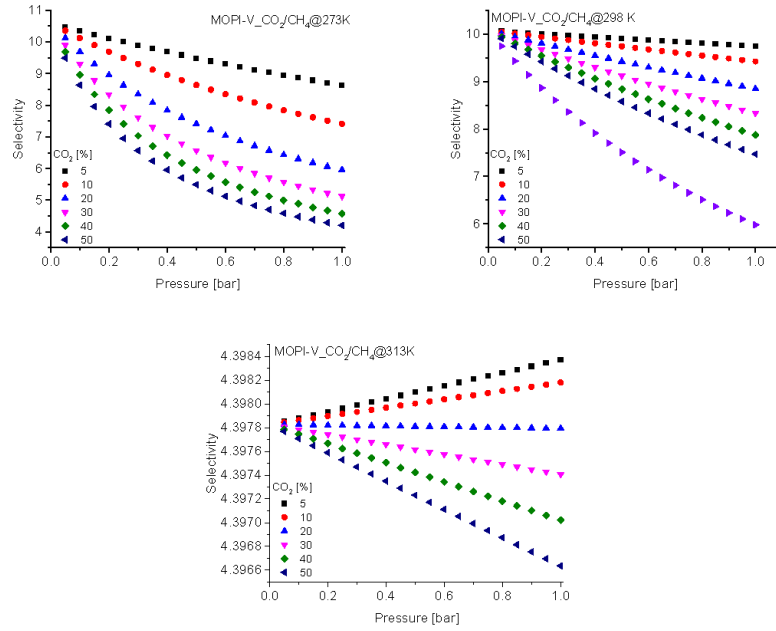 MOPI-V_CO2/CH4@273K
11
10
9
8
7
6
5
4
Selectivity
CO2 [%]
5
10
20
30
40
50
0.0 0.2 0.4 0.6 0.8 1.0
Pressure [bar]
MOPI-V_CO2/CH4@298 K
10
9
8
7
6
Selectivity
CO2 [%]
5
10
20
30
40
50
0.0 0.2 0.4 0.6 0.8 1.0
Pressure [bar]
MOPI-V_CO2/CH4@313K
4.3984
4.3982
4.3980
4.3978
4.3976
4.3974
4.3972
4.3970
4.3968
4.3966
Selectivity
CO2 [%]
5
10
20
30
40
50
0.0 0.2 0.4 0.6 0.8 1.0
Pressure [bar]